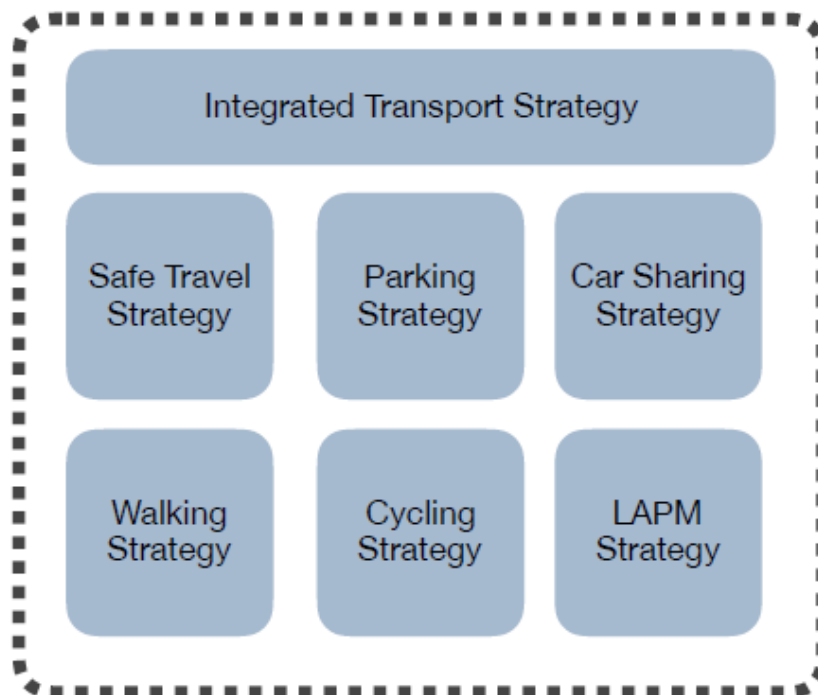 Integrated Transport Strategy
Safe Travel
Strategy
Parking
Strategy
Car Sharing
Strategy
Walking
Strategy
Cycling
Strategy
LAPM
Strategy